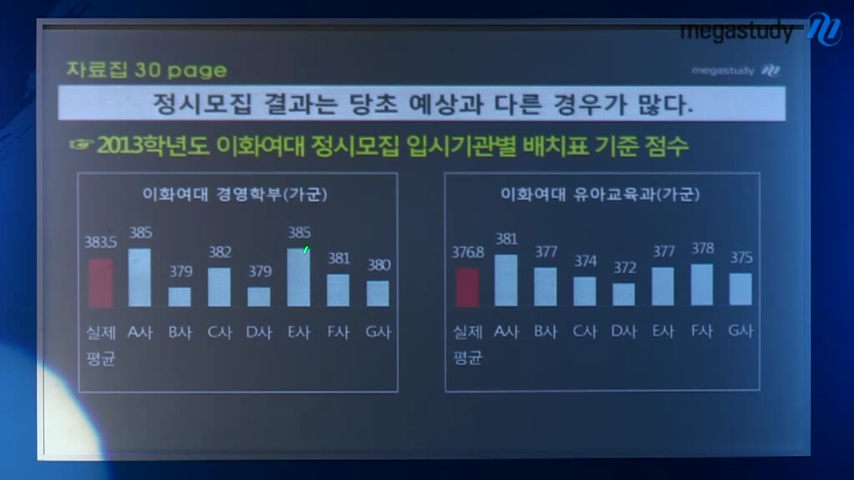 megastudy
자료집 30 page
megastudy
정시모집 결과는 당초 예상과 다른 경우가 많다.
☞ 2013학년도 이화여대 정시모집 입시기관별 배치표 기준 점수
이화여대 경영학부(가군)
383.5 385 379 382 379 385 381 380
실제 평균 A사 B사 C사 D사 E사 F사 G사
이화여대 유아교육과(가군)
376.8 381 377 374 372 377 378 375
실제 평균 A사 B사 C사 D사 E사 F사 G사